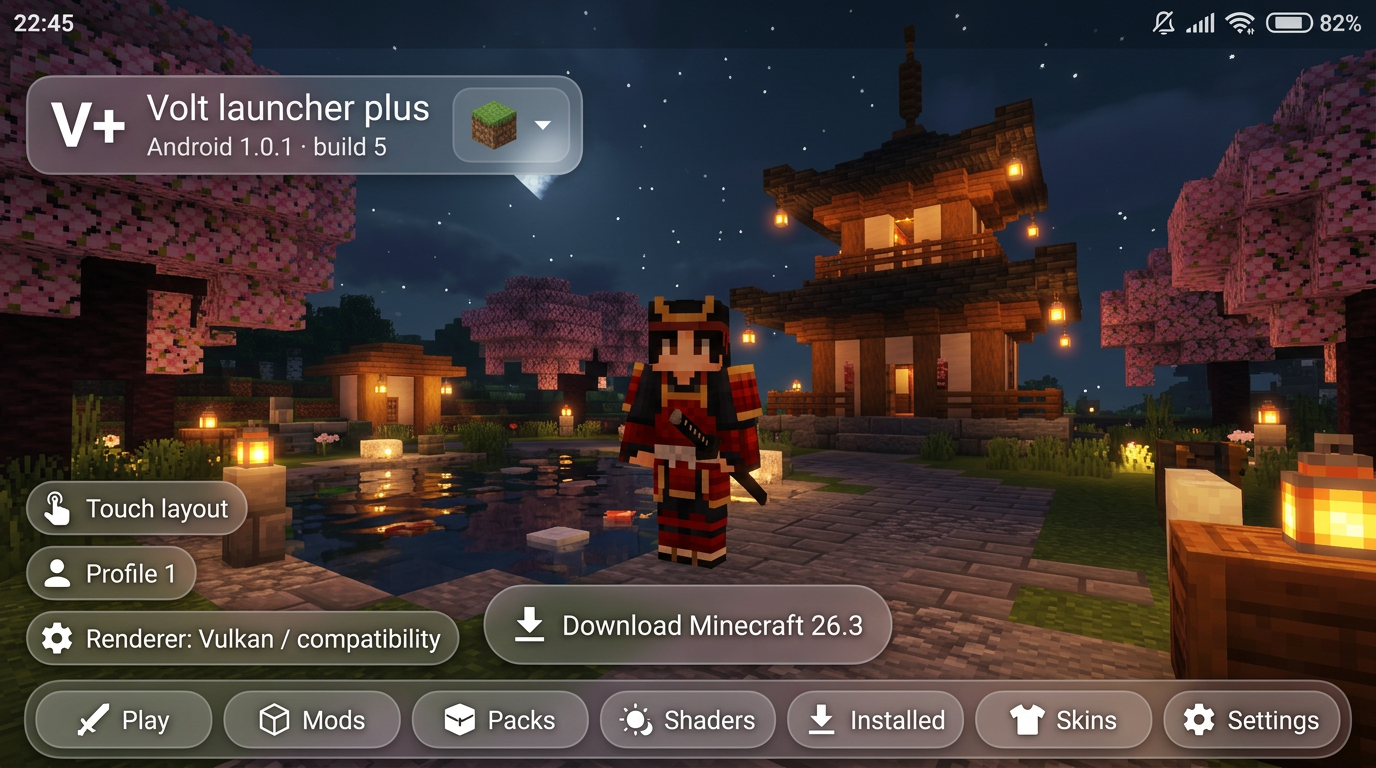 22:45
82%
V+
Volt launcher plus
Android 1.0.1 · build 5
Touch layout
Profile 1
Renderer: Vulkan / compatibility
Download Minecraft 26.3
Play
Mods
Packs
Shaders
Installed
Skins
Settings